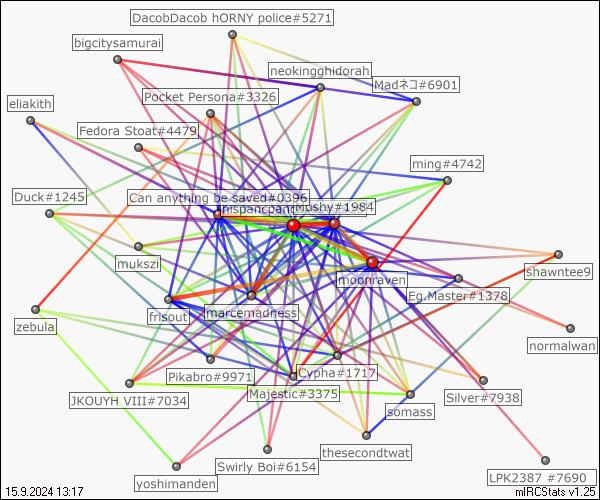 DacobDacob hORNY police#5271
bigcitysamurai
neokingghidorah
Madネコ#6901
Pocket Persona#3326
eliakith
Fedora Stoat#4479
ming#4742
Duck#1245
Can anything be saved#0396
Mushy#1984
mukszi
moonraven
shawntee9
Eg.Master#1378
zebula
frisout
marcemadness
normalwan
Pikabro#9971
Cypha#1717
JKOUYH VIII#7034
Majestic#3375
Silver#7938
somass
thesecondtwat
Swirly Boi#6154
yoshimanden
LPK2387 #7690
15.9.2024 13:17
mIRCStats v1.25